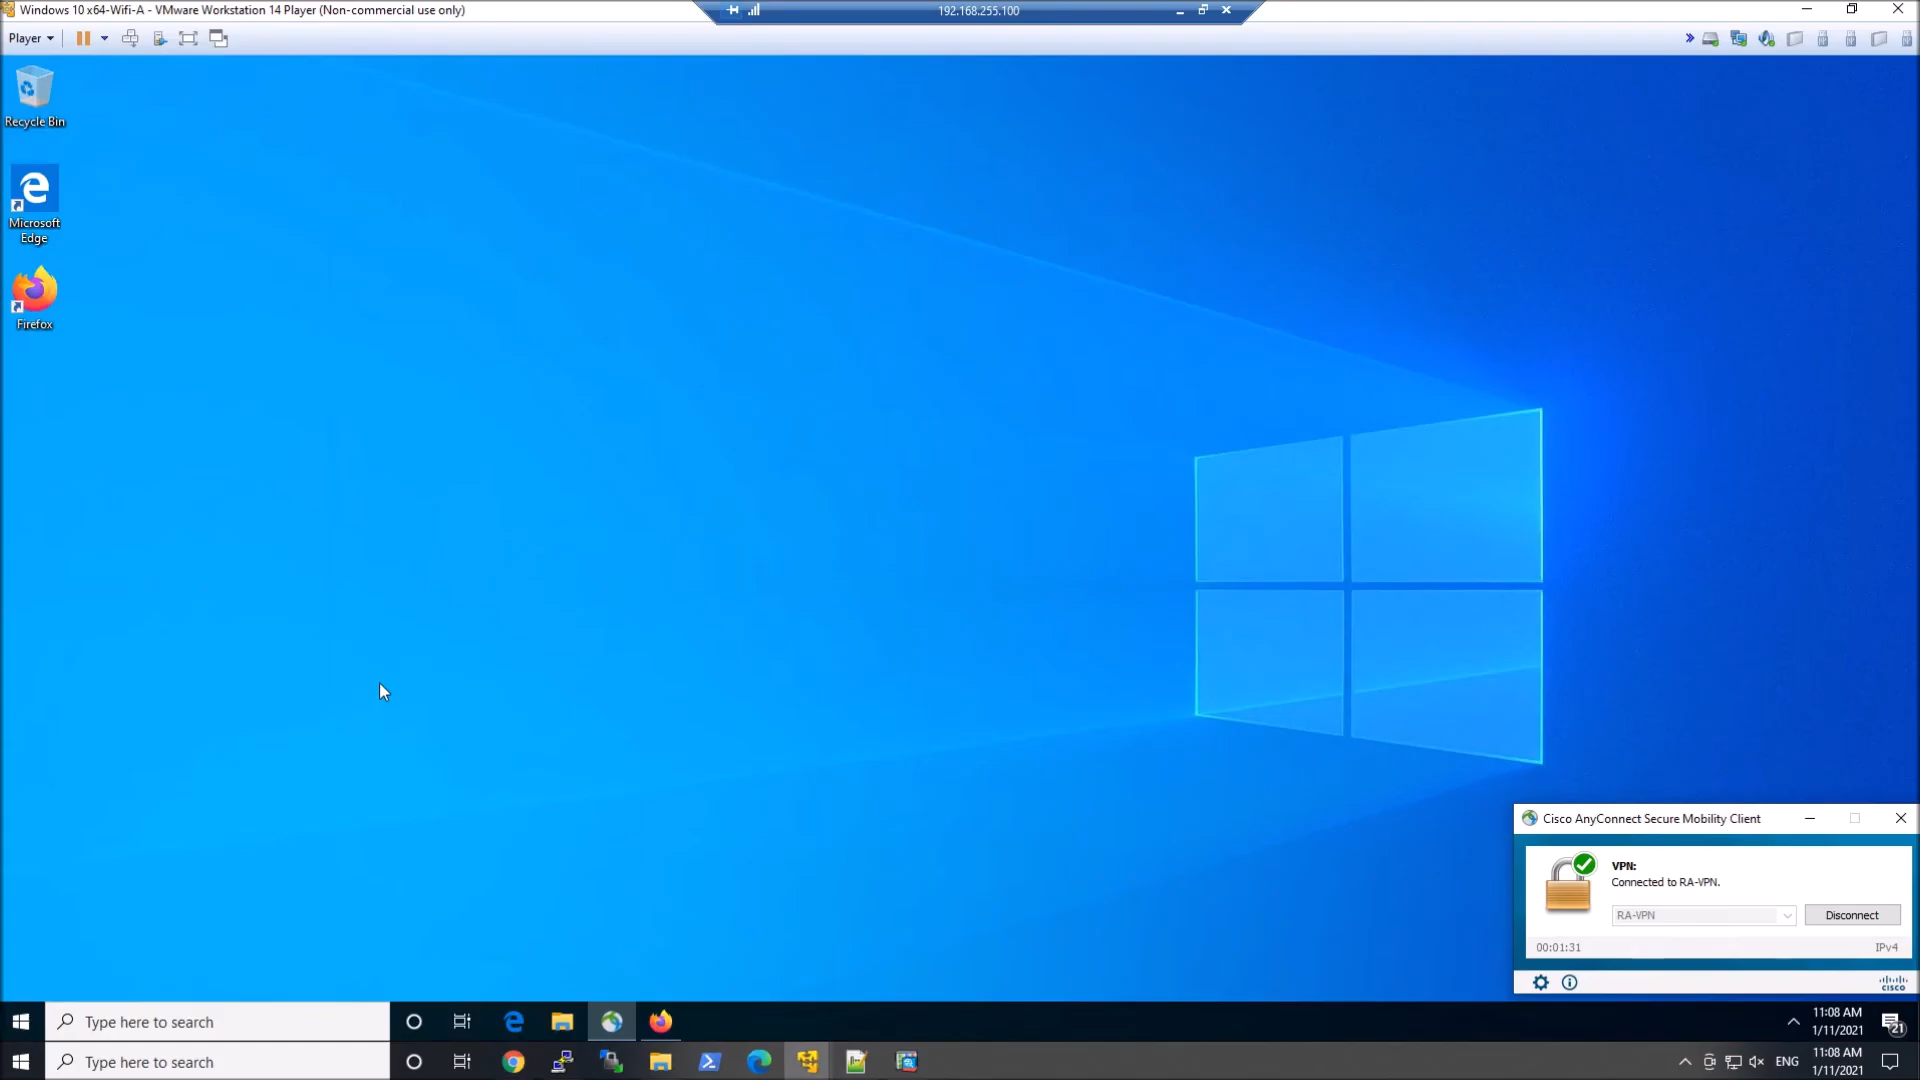 Windows 10 x64-Wifi-A - VMware Workstation 14 Player (Non-commercial use only)
192.168.255.100
Player
Recycle Bin
Microsoft
Edge
Firefox
Cisco AnyConnect Secure Mobility Client
VPN:
Connected to RA-VPN.
RA-VPN
Disconnect
00:01:31
IPv4
cisco
Type here to search
11:08 AM
1/11/2021
21
Type here to search
ENG
11:08 AM
1/11/2021